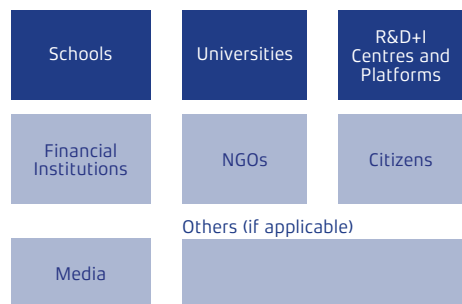 Schools
Universities
R&D+I
Centres and
Platforms
Financial
Institutions
NGOs
Citizens
Others (if applicable)
Media